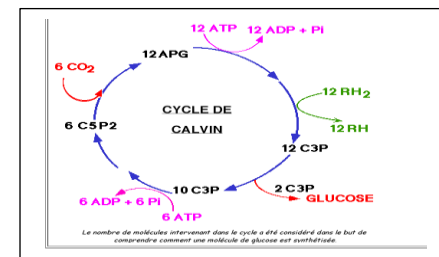 12 ATP
12 ADP + Pi
12 APG
6 CO2
12 RH2
CYCLE DE
CALVIN
12 RH
6 C5P2
12 C3P
10 C3P
2 C3P
GLUCOSE
6 ADP + 6 Pi
6 ATP
Le nombre de molécules intervenant dans le cycle a été considéré dans le but de
comprendre comment une molécule de glucose est synthétisée.